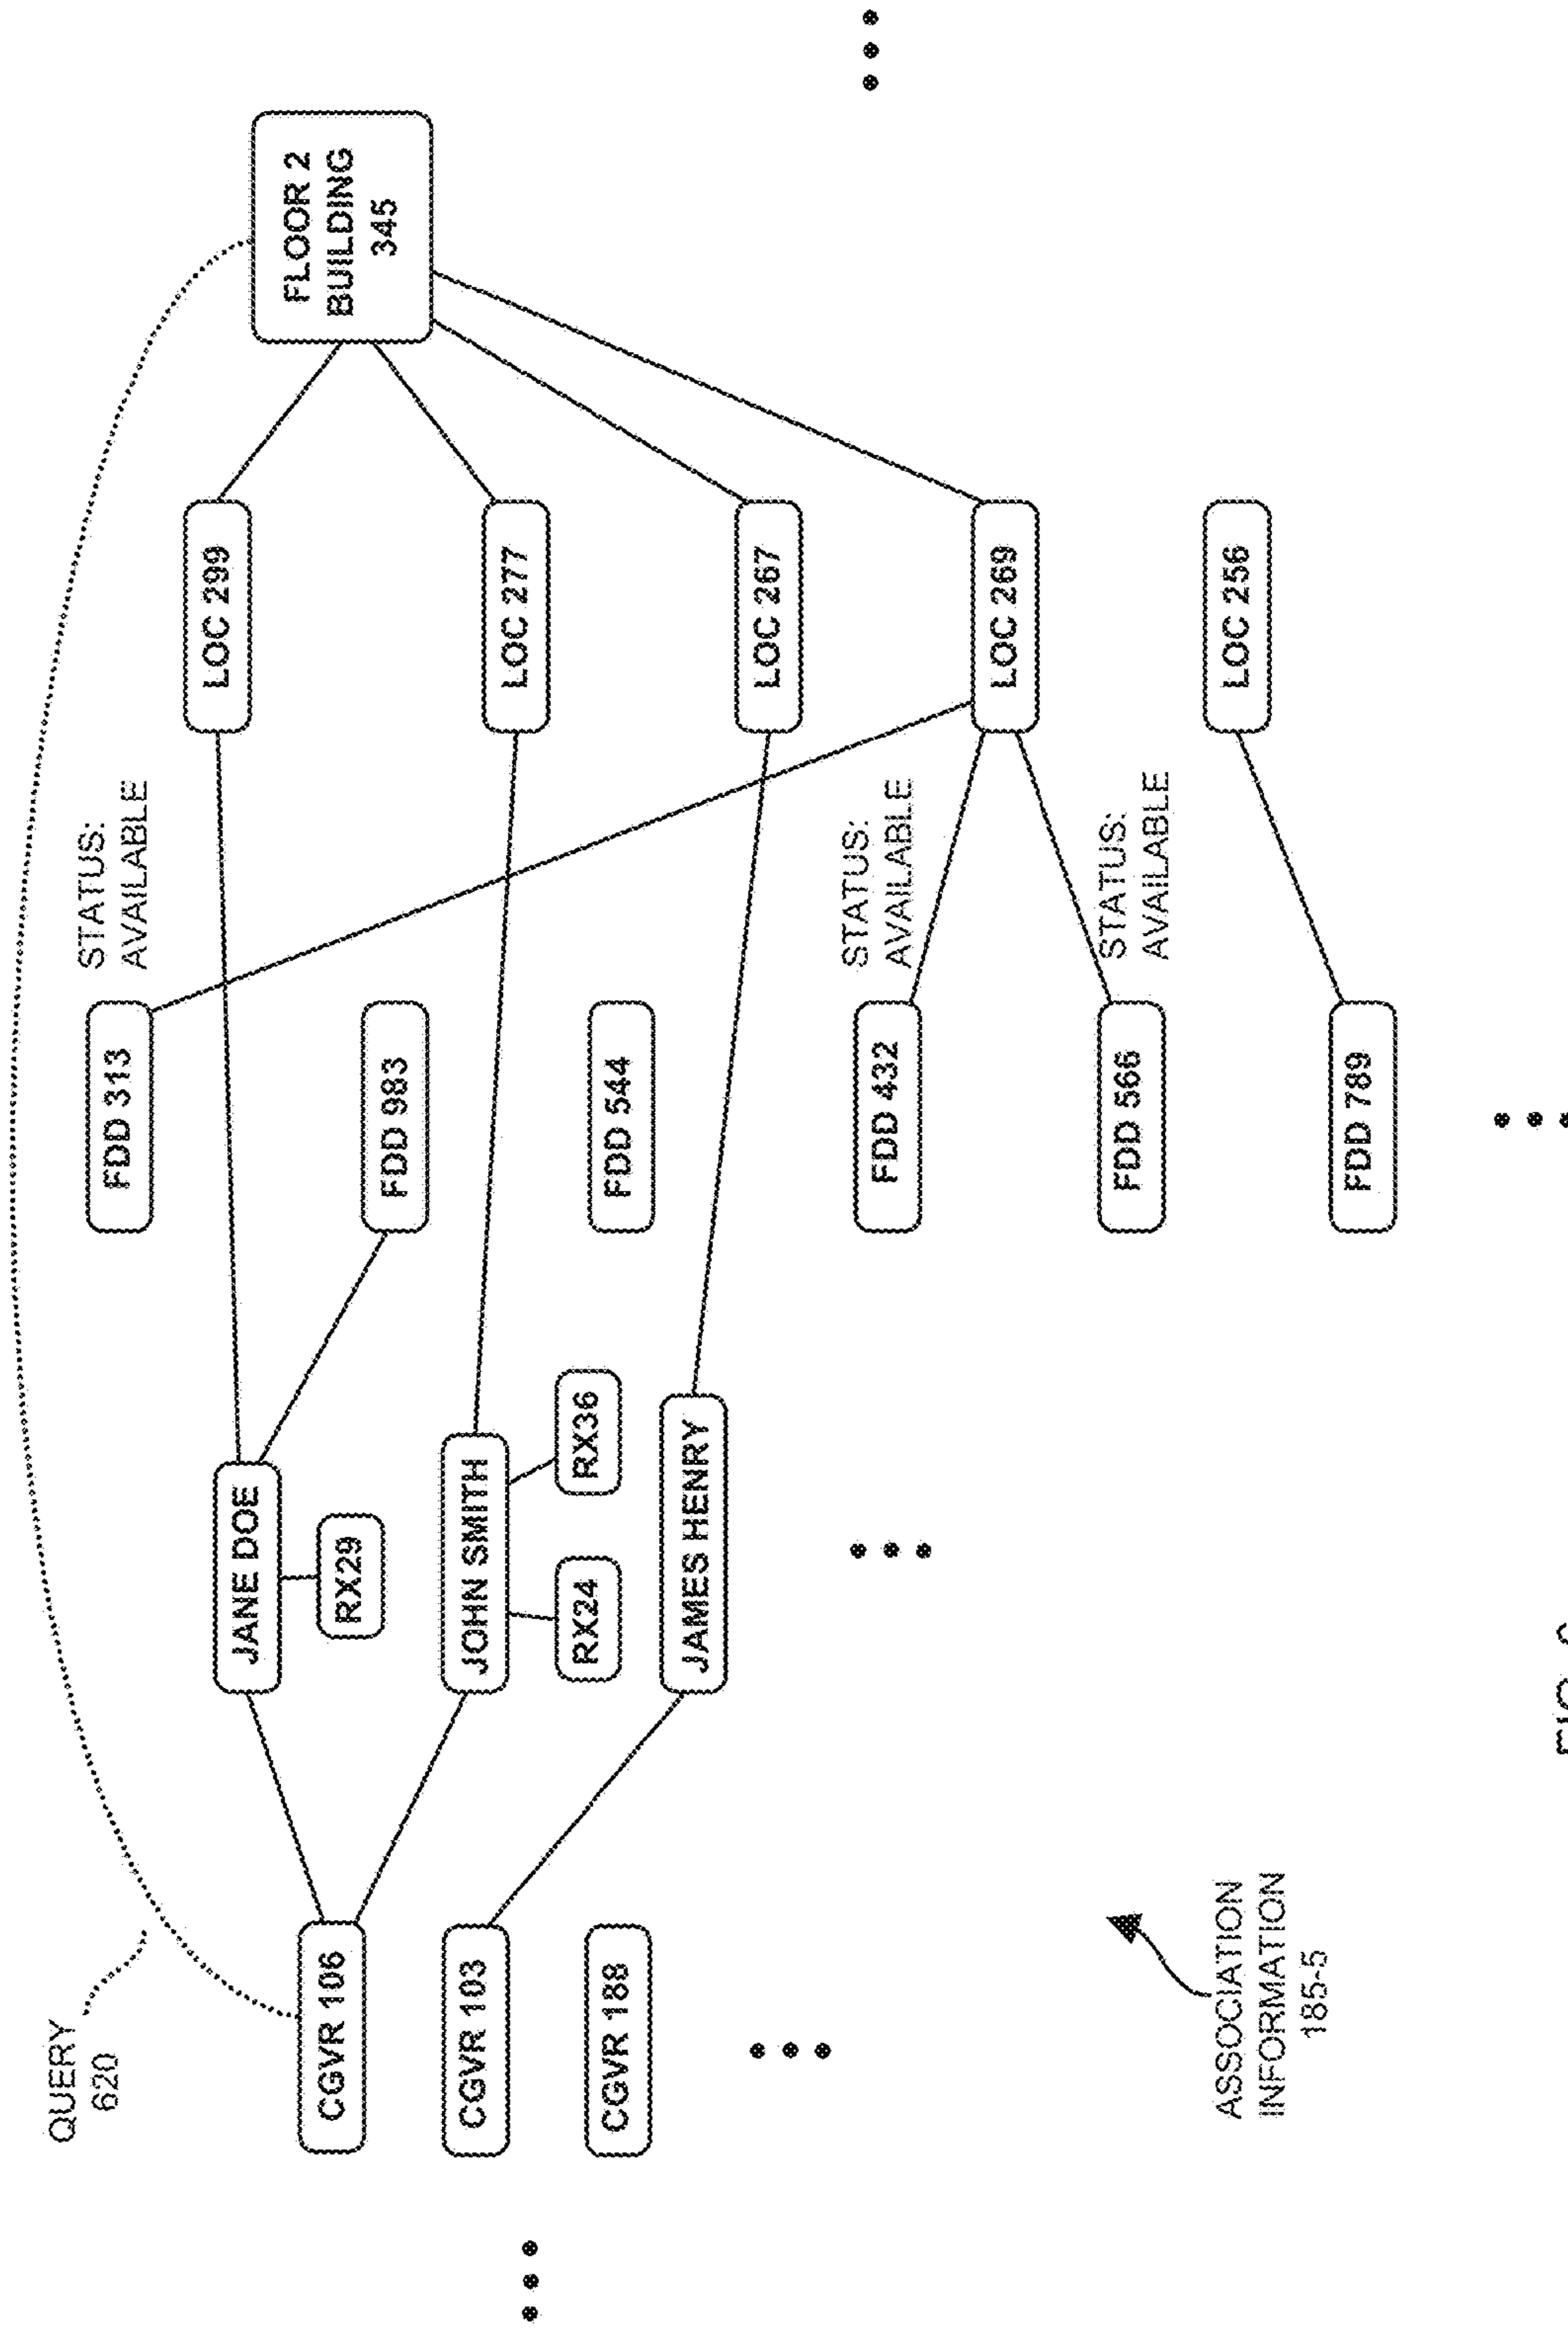 QUERY
620
CGVR 106
CGVR 103
CGVR 188
JANE DOE
RX29
JOHN SMITH
RX24
RX36
JAMES HENRY
FDD 313
STATUS:
AVAILABLE
FDD 983
FDD 544
FDD 432
STATUS:
AVAILABLE
FDD 566
STATUS:
AVAILABLE
FDD 789
LOC 299
LOC 277
LOC 267
LOC 269
LOC 256
FLOOR 2
BUILDING
345
ASSOCIATION
INFORMATION
185-5
FIG.